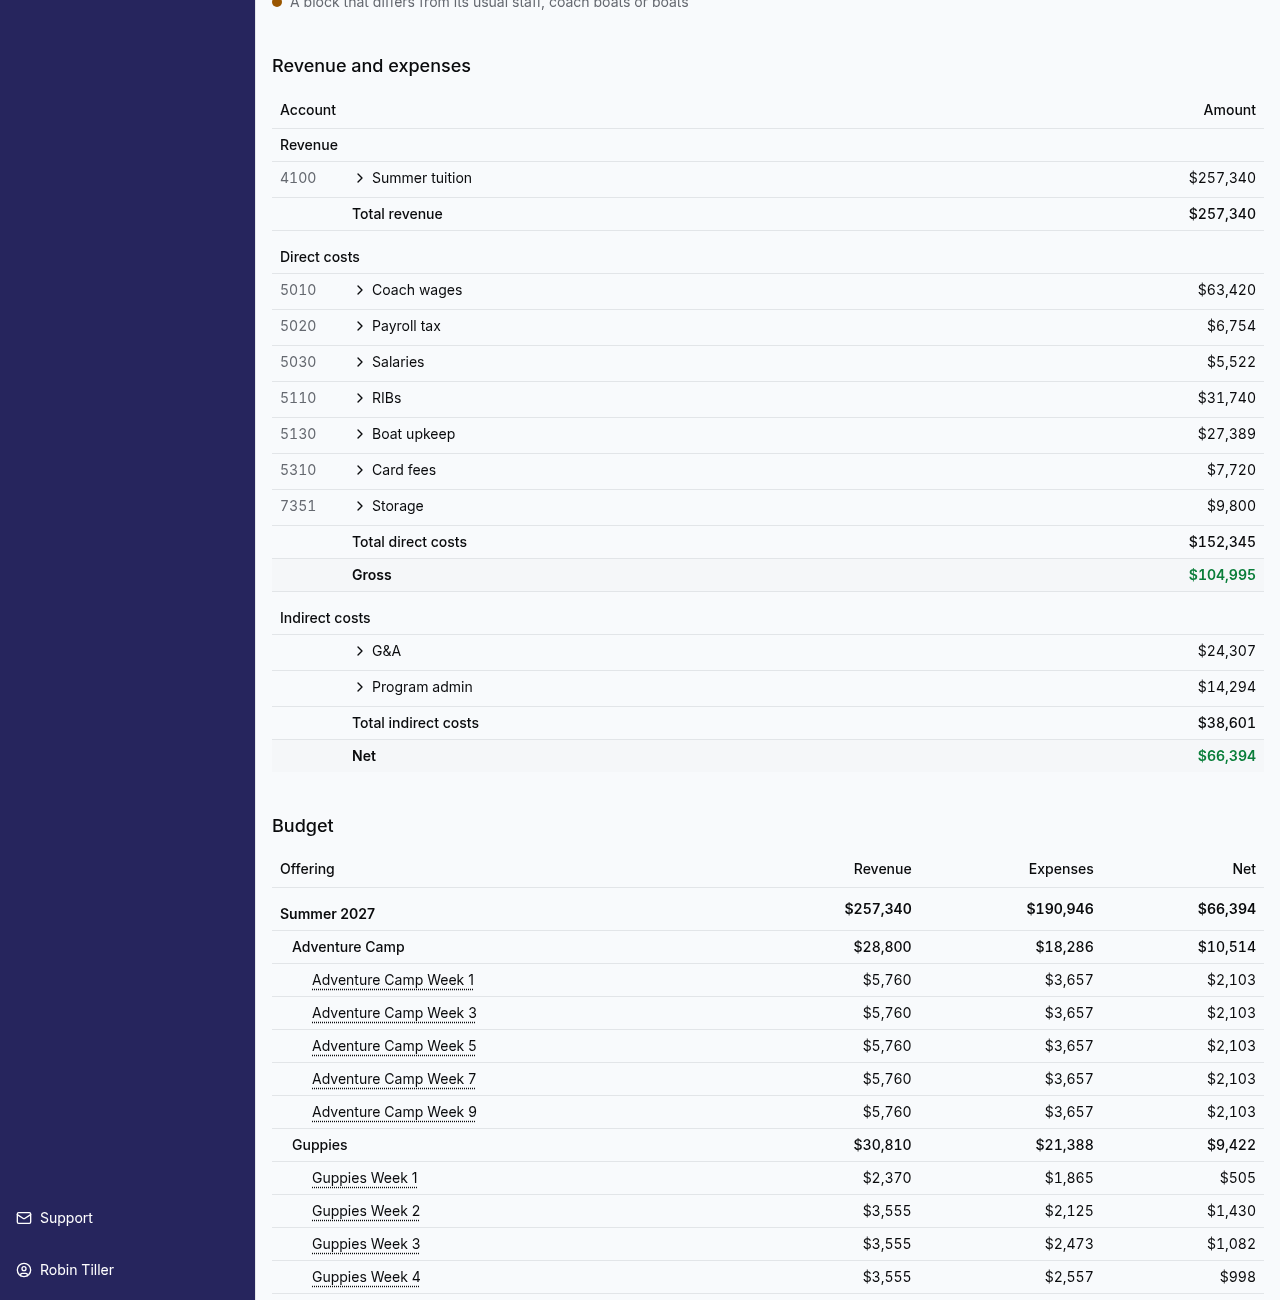 A block that differs from its usual staff, coach boats or boats
Revenue and expenses
Account Amount
Revenue
4100 Summer tuition $257,340
Total revenue $257,340
Direct costs
5010 Coach wages $63,420
5020 Payroll tax $6,754
5030 Salaries $5,522
5110 RIBs $31,740
5130 Boat upkeep $27,389
5310 Card fees $7,720
7351 Storage $9,800
Total direct costs $152,345
Gross $104,995
Indirect costs
G&A $24,307
Program admin $14,294
Total indirect costs $38,601
Net $66,394
Budget
Offering Revenue Expenses Net
Summer 2027 $257,340 $190,946 $66,394
Adventure Camp $28,800 $18,286 $10,514
Adventure Camp Week 1 $5,760 $3,657 $2,103
Adventure Camp Week 3 $5,760 $3,657 $2,103
Adventure Camp Week 5 $5,760 $3,657 $2,103
Adventure Camp Week 7 $5,760 $3,657 $2,103
Adventure Camp Week 9 $5,760 $3,657 $2,103
Guppies $30,810 $21,388 $9,422
Guppies Week 1 $2,370 $1,865 $505
Guppies Week 2 $3,555 $2,125 $1,430
Guppies Week 3 $3,555 $2,473 $1,082
Guppies Week 4 $3,555 $2,557 $998
Support
Robin Tiller